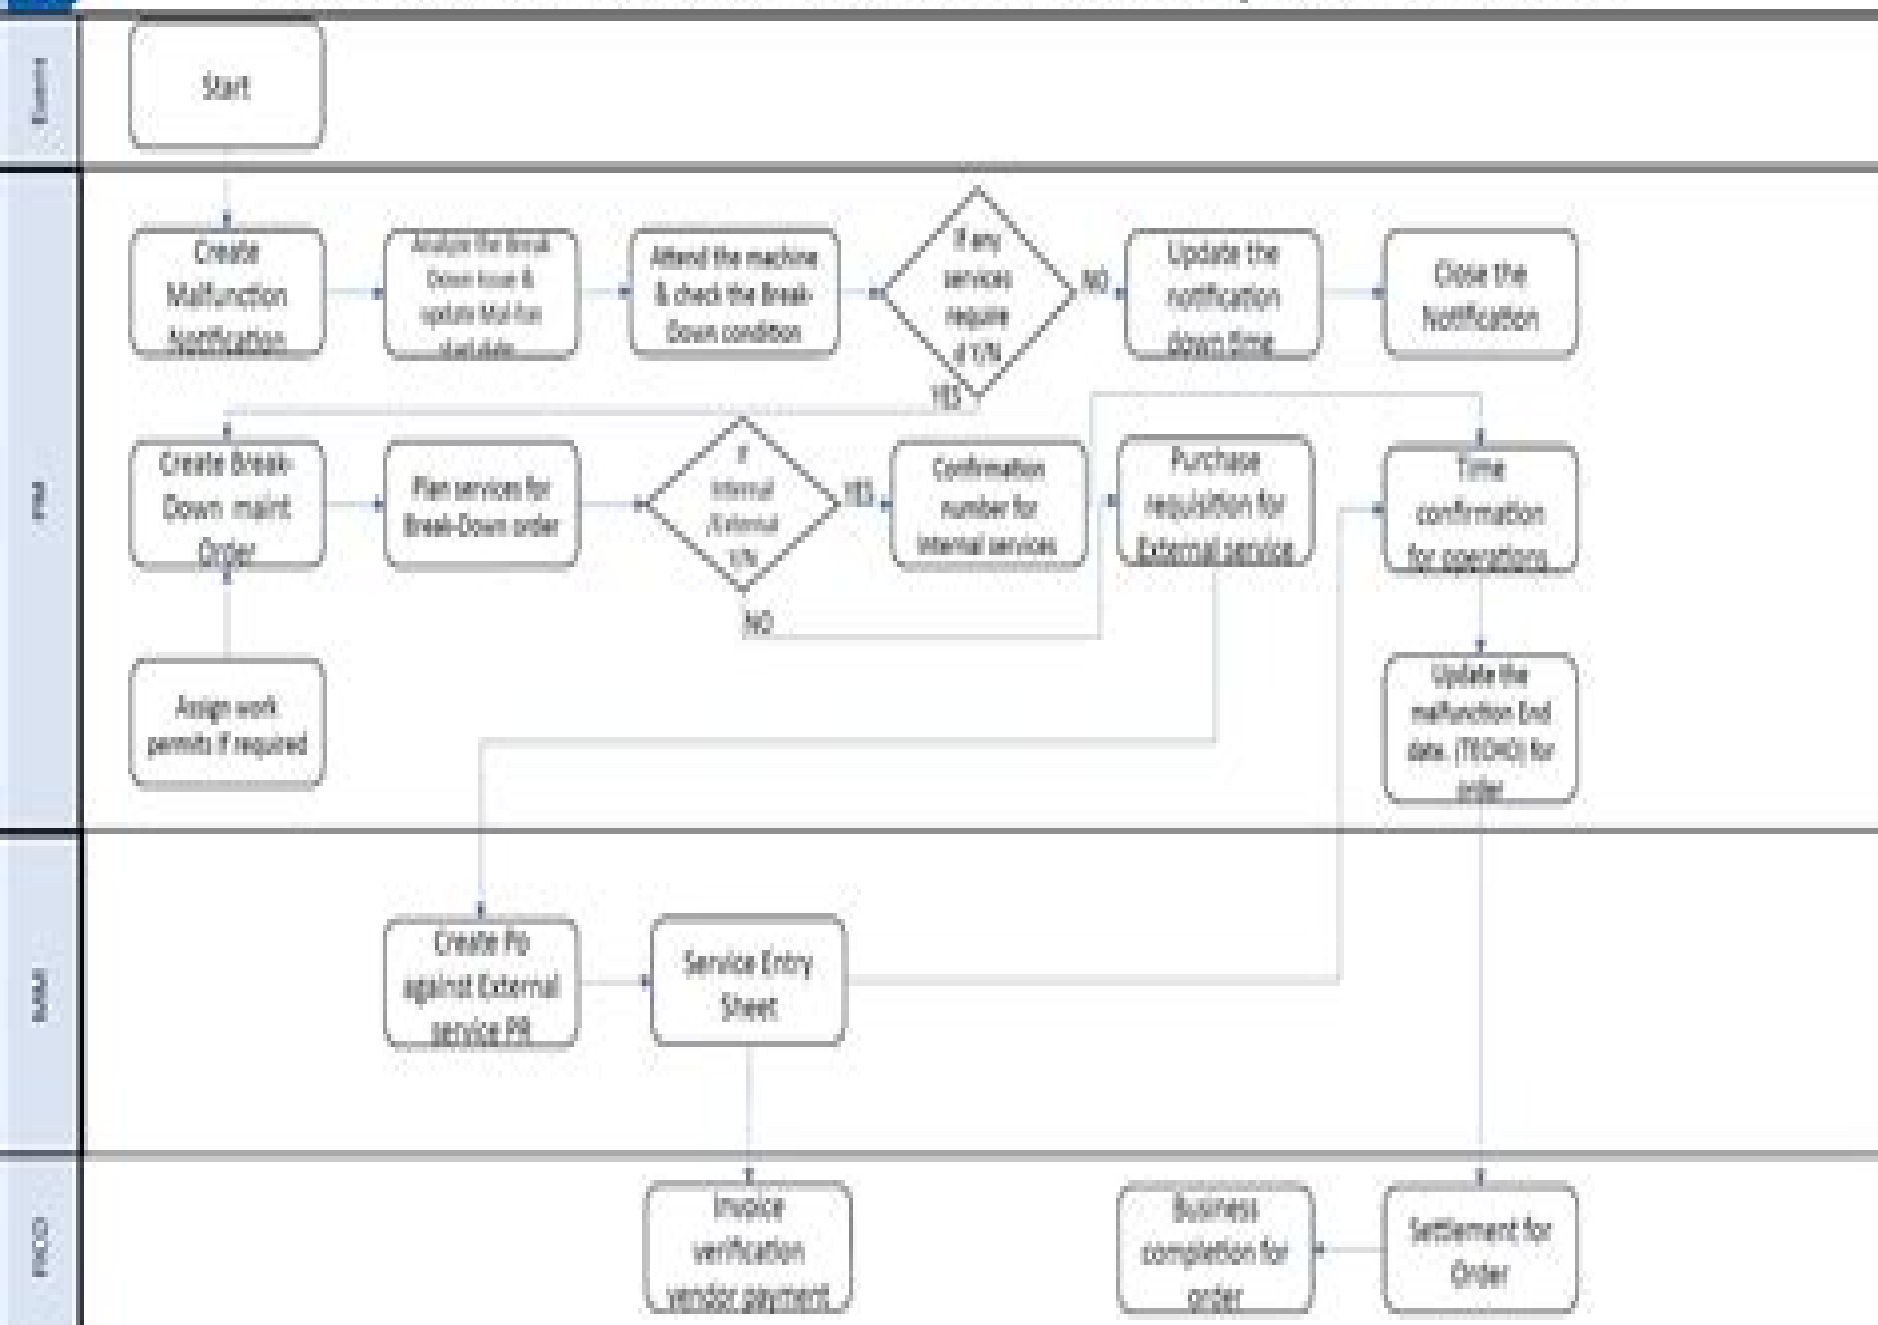 Event
Start
PM
Create
Malfunction
Notification
Analyze the Break
Down issue &
update Mal-fun
start date
Attend the machine
& check the Break-
Down condition
If any
services
require
d Y/N
NO
YES
Update the
notification
down time
Close the
Notification
Create Break-
Down maint
Order
Plan services for
Break-Down order
If
Internal
/External
Y/N
YES
NO
Confirmation
number for
Internal services
Purchase
requisition for
External service
Time
confirmation
for operations
Assign work
permits if required
Update the
malfunction End
date. (TECHO) for
order
MM
Create Po
against External
service PR
Service Entry
Sheet
FICO
Invoice
verification
vendor payment
Business
completion for
order
Settlement for
Order